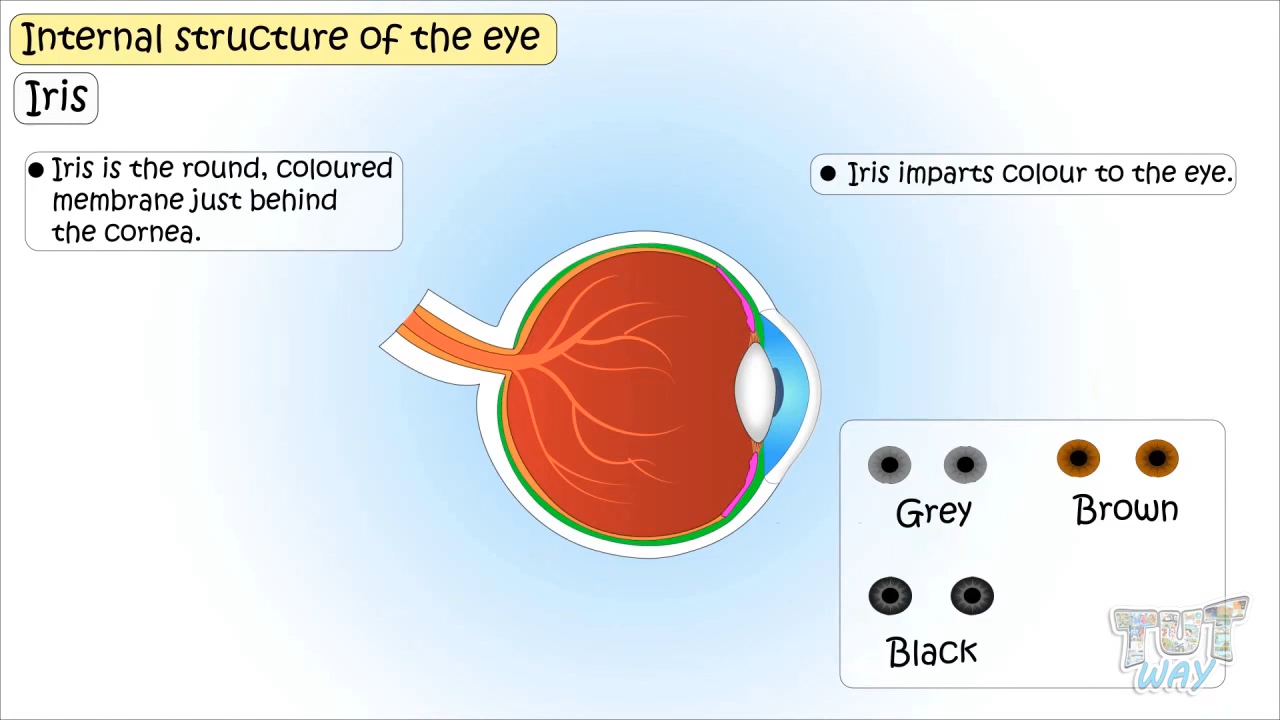 Internal structure of the eye
Iris
● Iris is the round, coloured
membrane just behind
the cornea.
● Iris imparts colour to the eye.
Grey
Brown
Black
TUT
WAY